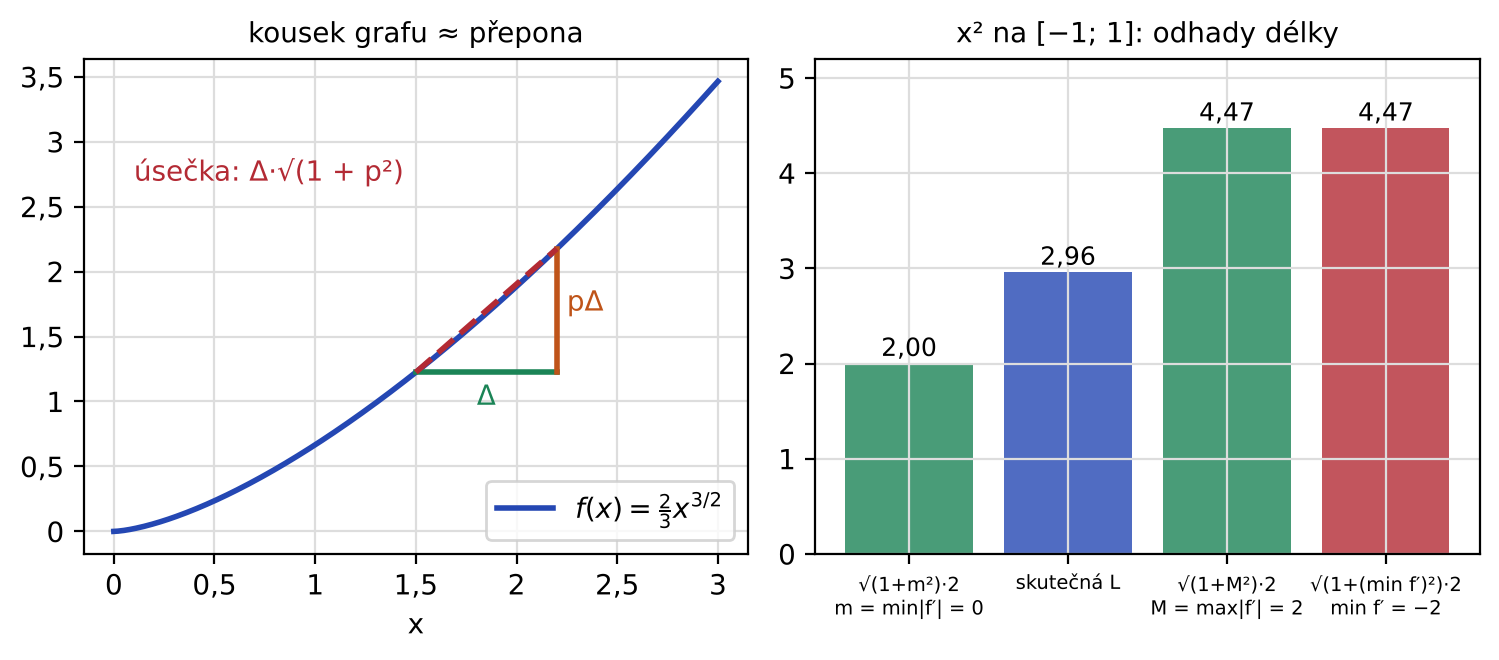 kousek grafu ≈ přepona
3,5
3
2,5
2
1,5
1
0,5
0
úsečka: Δ·√(1 + p²)
pΔ
Δ
f(x) = 2/3 x^{3/2}
0 0,5 1 1,5 2 2,5 3
x
x² na [−1; 1]: odhady délky
5
4
3
2
1
0
2,00
2,96
4,47
4,47
√(1+m²)·2
m = min|f′| = 0
skutečná L
√(1+M²)·2
M = max|f′| = 2
√(1+(min f′)²)·2
min f′ = −2